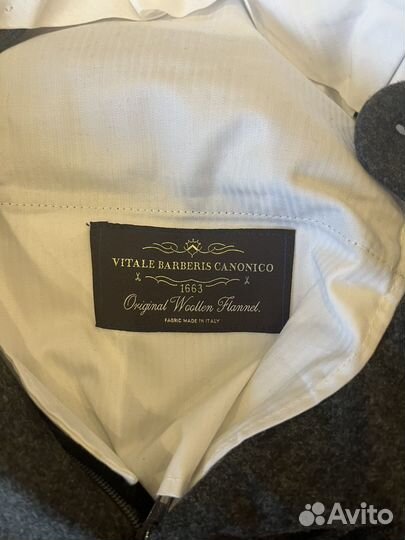 VITALE BARBERIS CANONICO
1663
Original Woollen Flannel.
FABRIC MADE IN ITALY
Avito